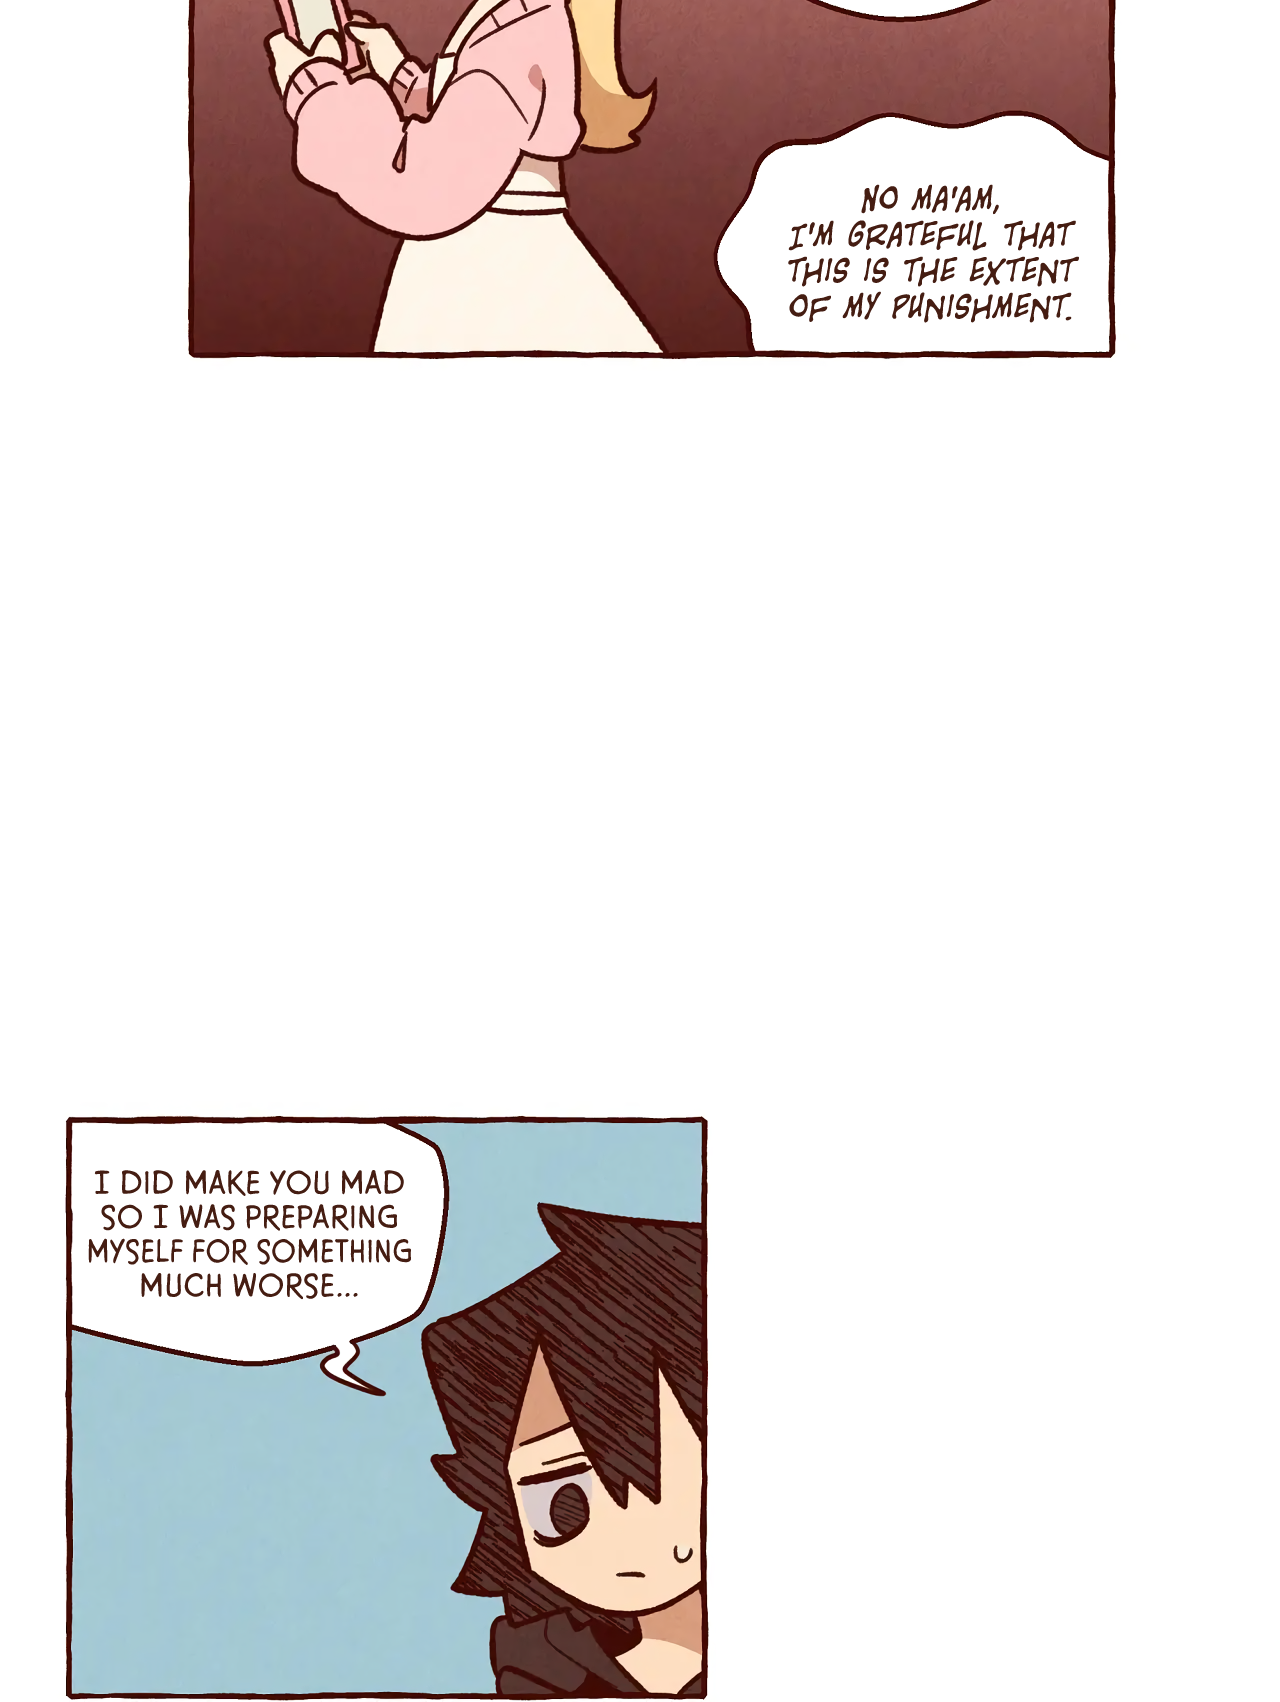 NO MA'AM,
I'M GRATEFUL THAT
THIS IS THE EXTENT
OF MY PUNISHMENT.
I DID MAKE YOU MAD
SO I WAS PREPARING
MYSELF FOR SOMETHING
MUCH WORSE...